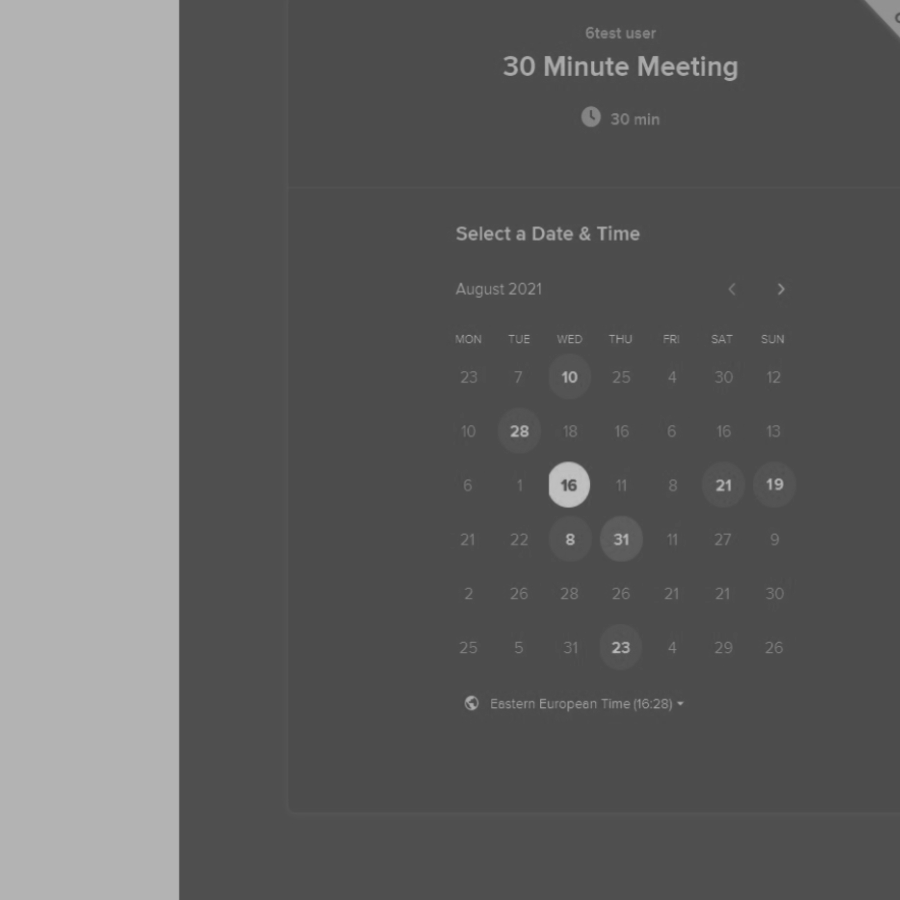 6test user
30 Minute Meeting
30 min
Select a Date & Time
August 2021
MON TUE WED THU FRI SAT SUN
23 7 10 25 4 30 12
10 28 18 16 6 16 13
6 1 16 11 8 21 19
21 22 8 31 11 27 9
2 26 28 26 21 21 30
25 5 31 23 4 29 26
Eastern European Time (16:28)